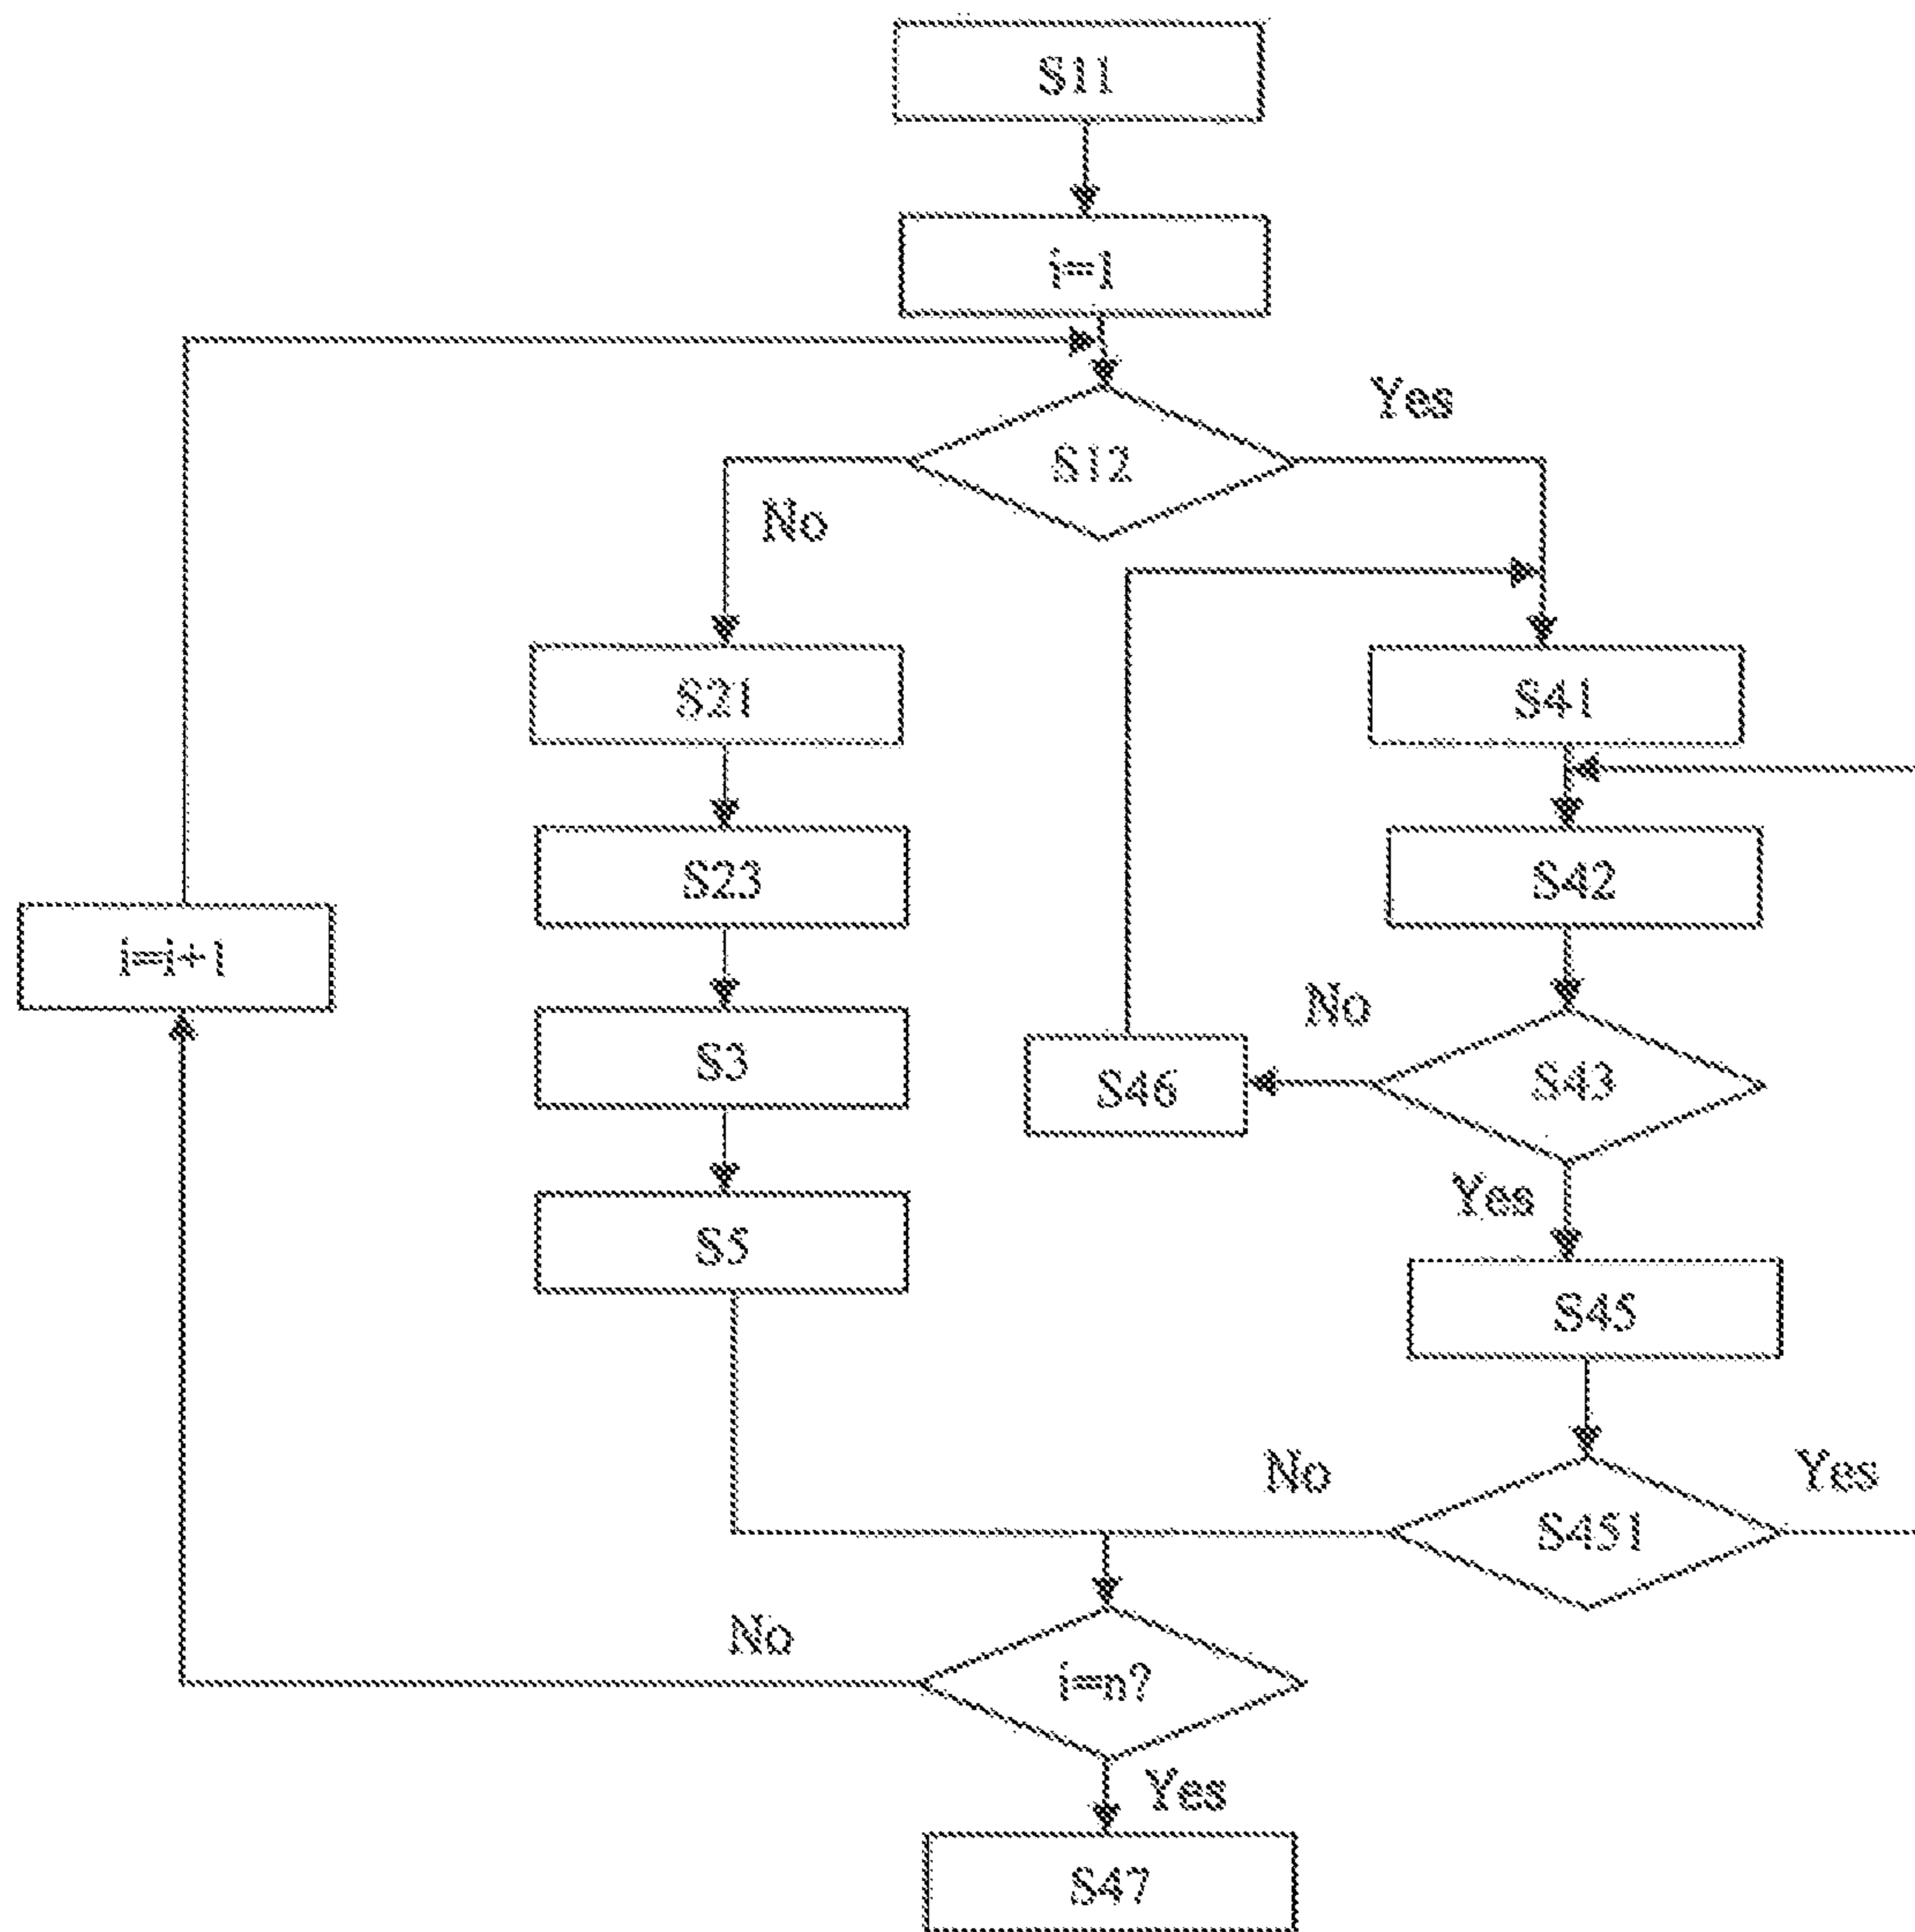 S11
i=1
Yes
S12
No
S21
S41
S23
S42
i=i+1
No
S3
S43
S46
Yes
S5
S45
No
Yes
S451
No
i=n?
Yes
S47